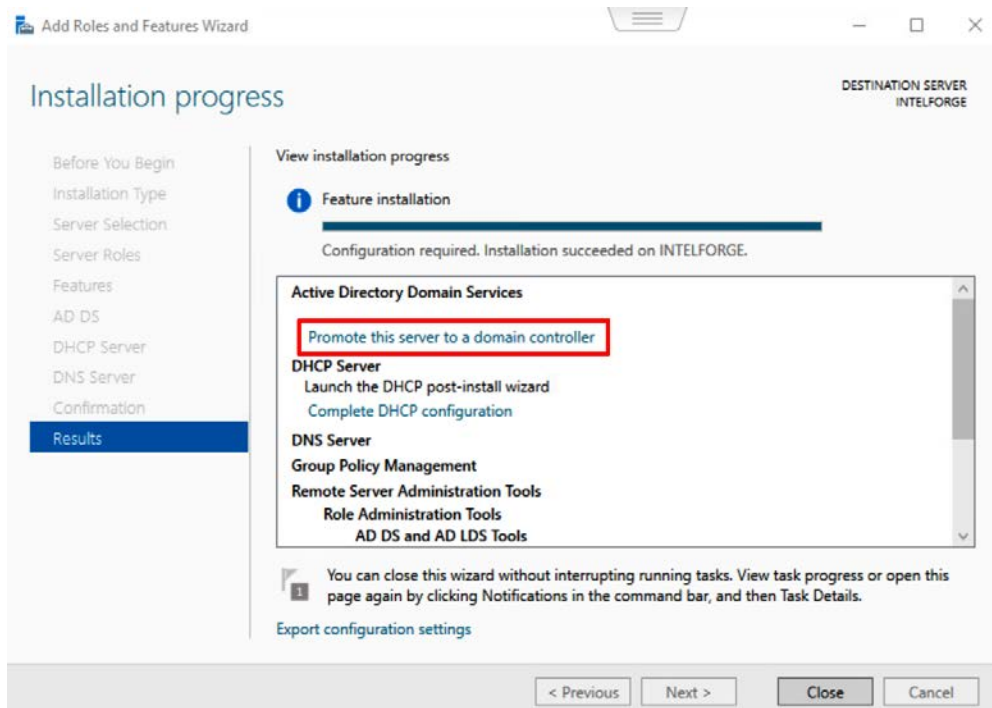 Add Roles and Features Wizard
Installation progress
DESTINATION SERVER
INTELFORGE
Before You Begin
Installation Type
Server Selection
Server Roles
Features
AD DS
DHCP Server
DNS Server
Confirmation
Results
View installation progress
Feature installation
Configuration required. Installation succeeded on INTELFORGE.
Active Directory Domain Services
Promote this server to a domain controller
DHCP Server
Launch the DHCP post-install wizard
Complete DHCP configuration
DNS Server
Group Policy Management
Remote Server Administration Tools
Role Administration Tools
AD DS and AD LDS Tools
1
You can close this wizard without interrupting running tasks. View task progress or open this
page again by clicking Notifications in the command bar, and then Task Details.
Export configuration settings
< Previous
Next >
Close
Cancel